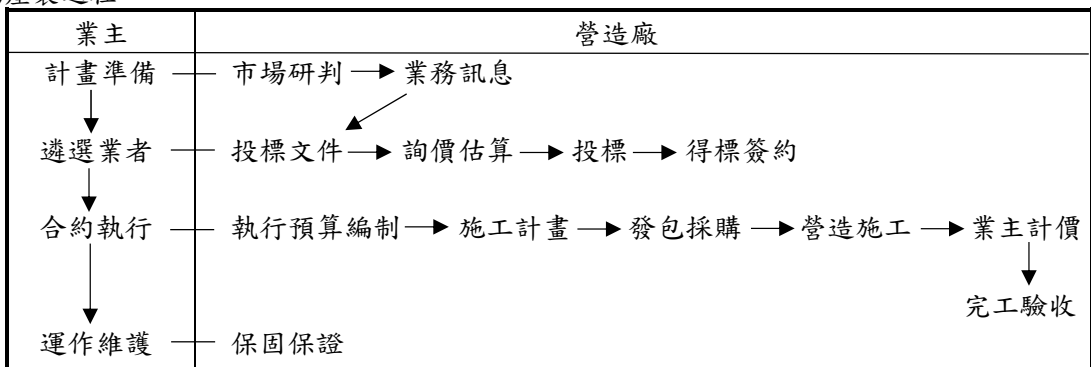 業主 營造廠
計畫準備 市場研判 業務訊息
遴選業者 投標文件 詢價估算 投標 得標簽約
合約執行 執行預算編制 施工計畫 發包採購 營造施工 業主計價
完工驗收
運作維護 保固保證